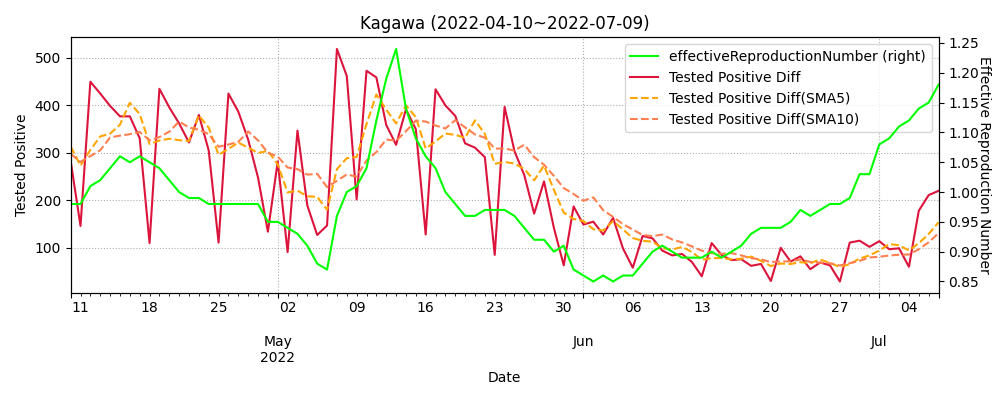 Kagawa (2022-04-10~2022-07-09)
effectiveReproductionNumber (right)
Tested Positive Diff
Tested Positive Diff(SMA5)
Tested Positive Diff(SMA10)
Tested Positive
500
400
300
200
100
1.25
1.20
1.15
1.10
1.05
1.00
0.95
0.90
0.85
Effective Reproduction Number
11 18 25 02 09 16 23 30 06 13 20 27 04
May Jun Jul
2022
Date